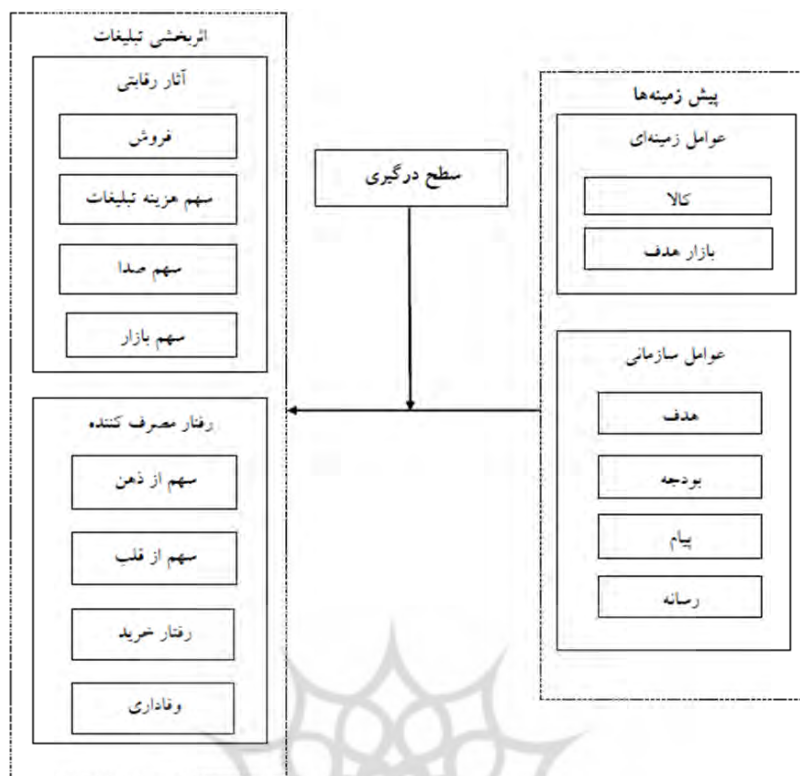 پیش زمینه‌ها
عوامل زمینه‌ای
کالا
بازار هدف
عوامل سازمانی
هدف
بودجه
پیام
رسانه
سطح درگیری
اثربخشی تبلیغات
آثار رقابتی
فروش
سهم هزینه تبلیغات
سهم صدا
سهم بازار
رفتار مصرف کننده
سهم از ذهن
سهم از قلب
رفتار خرید
وفاداری